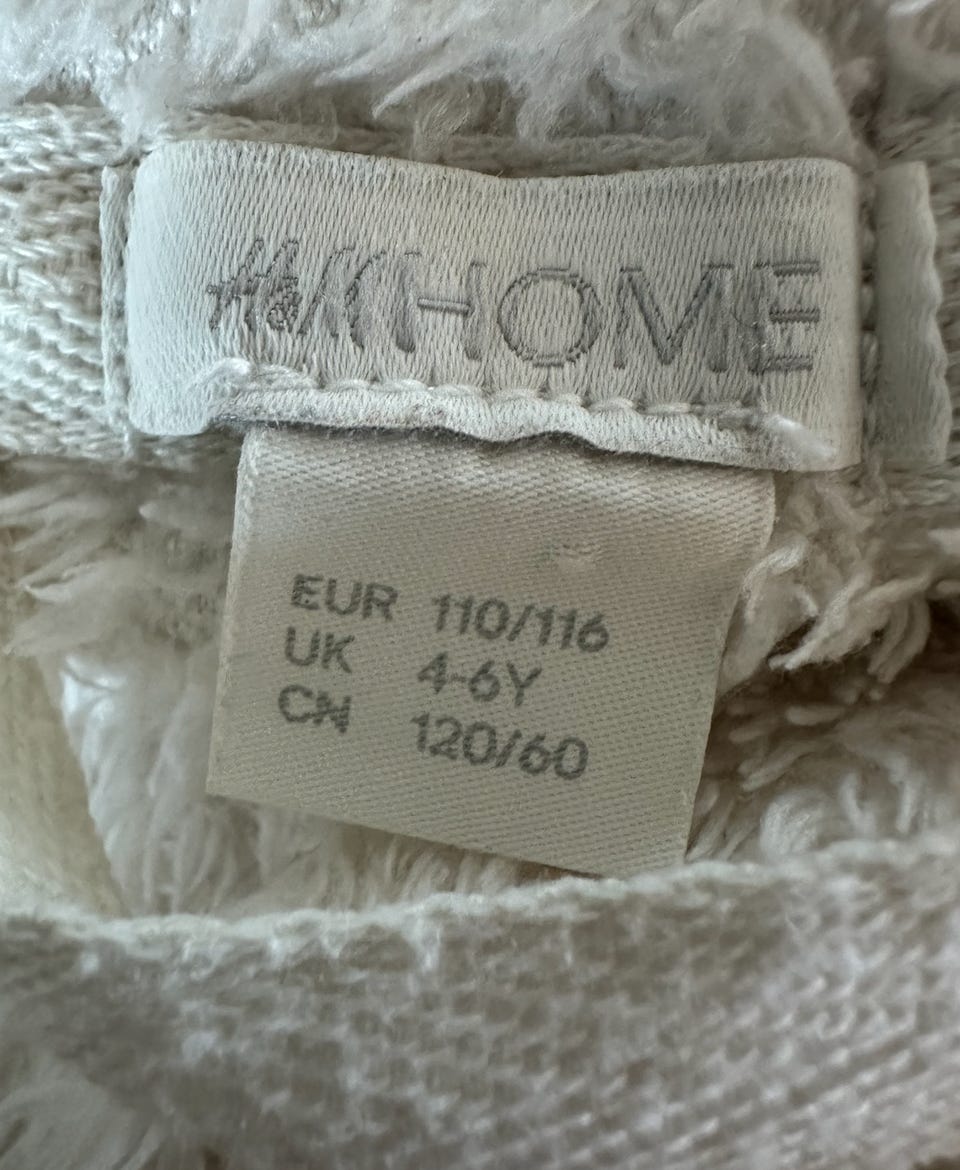 H&M HOME
EUR 110/116
UK 4-6Y
CN 120/60